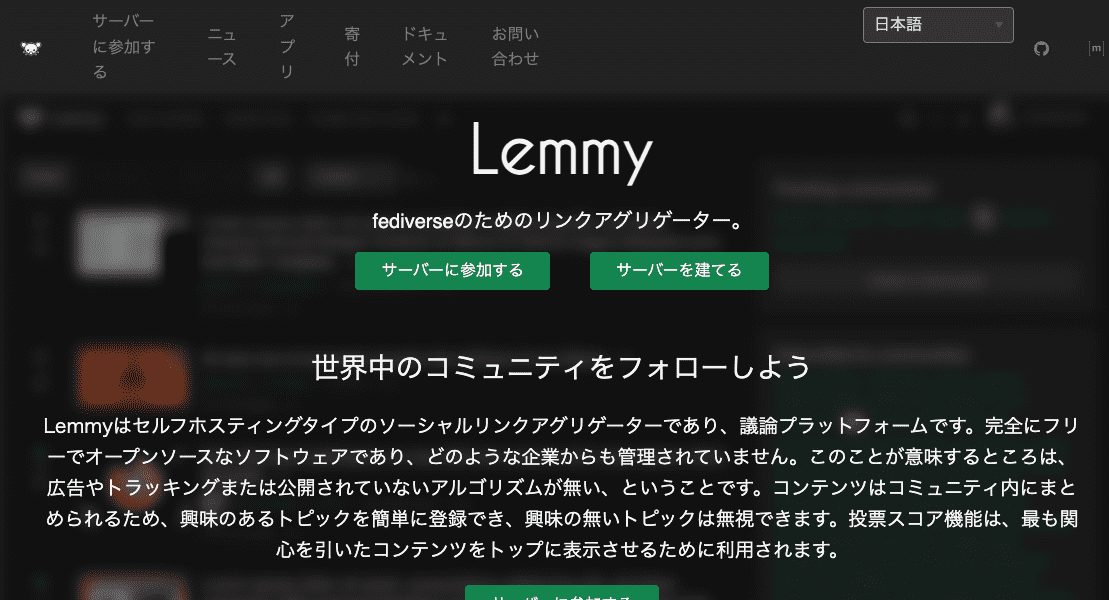 サーバー
に参加す
る
ニュ
ース
ア
プ
リ
寄
付
ドキュ
メント
お問い
合わせ
日本語
[m]
Lemmy
fediverseのためのリンクアグリゲーター。
サーバーに参加する
サーバーを建てる
世界中のコミュニティをフォローしよう
Lemmyはセルフホスティングタイプのソーシャルリンクアグリゲーターであり、議論プラットフォームです。完全にフリ
ーでオープンソースなソフトウェアであり、どのような企業からも管理されていません。このことが意味するところは、
広告やトラッキングまたは公開されていないアルゴリズムが無い、ということです。コンテンツはコミュニティ内にまと
められるため、興味のあるトピックを簡単に登録でき、興味の無いトピックは無視できます。投票スコア機能は、最も関
心を引いたコンテンツをトップに表示させるために利用されます。
サーバーに参加する